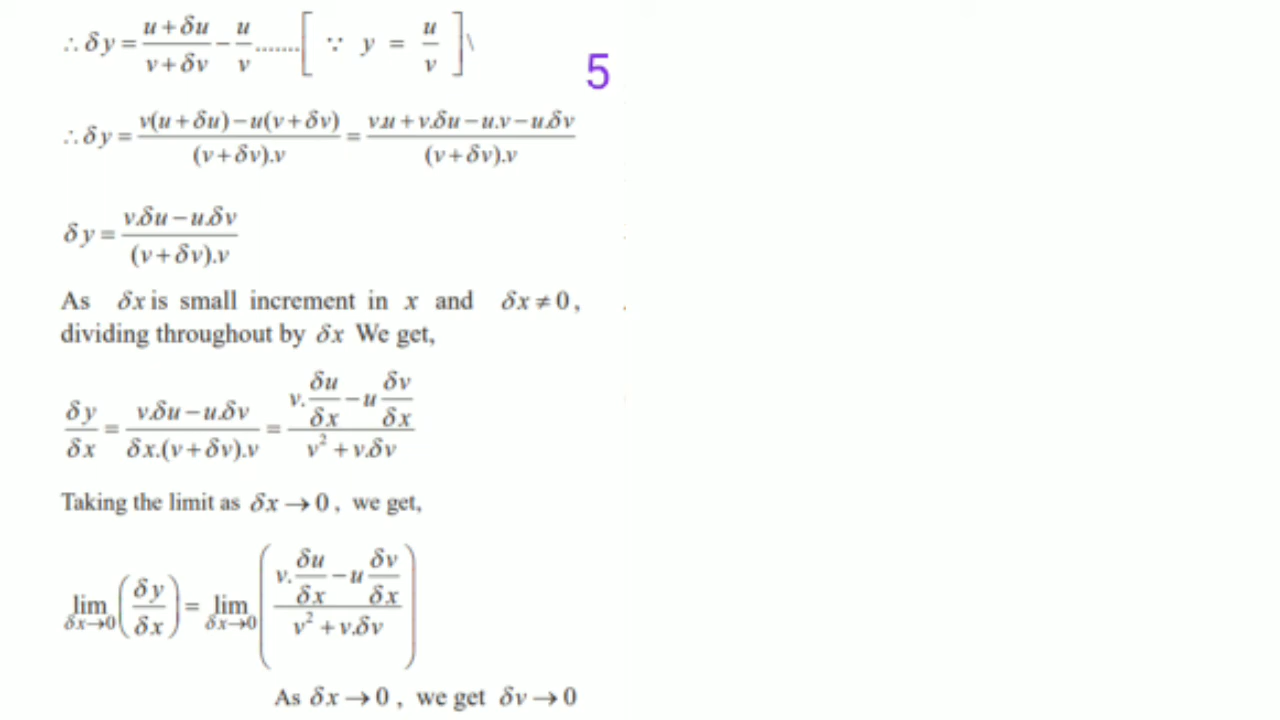 ∴ δy = (u + δu)/(v + δv) − u/v .......[ ∵ y = u/v ]\
5
∴ δy = (v(u + δu) − u(v + δv))/((v + δv).v) = (v.u + v.δu − u.v − u.δv)/((v + δv).v)
δy = (v.δu − u.δv)/((v + δv).v)
As δx is small increment in x and δx ≠ 0 ,
dividing throughout by δx We get,
δy/δx = (v.δu − u.δv)/(δx.(v + δv).v) = (v. δu/δx − u δv/δx)/(v² + v.δv)
Taking the limit as δx → 0 , we get,
lim δx→0 (δy/δx) = lim δx→0 ((v. δu/δx − u δv/δx)/(v² + v.δv))
As δx → 0 , we get δv → 0